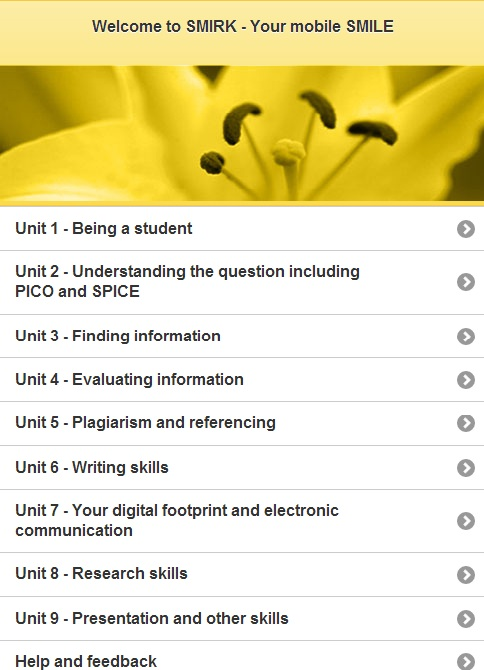 Welcome to SMIRK - Your mobile SMILE
Unit 1 - Being a student
Unit 2 - Understanding the question including
PICO and SPICE
Unit 3 - Finding information
Unit 4 - Evaluating information
Unit 5 - Plagiarism and referencing
Unit 6 - Writing skills
Unit 7 - Your digital footprint and electronic
communication
Unit 8 - Research skills
Unit 9 - Presentation and other skills
Help and feedback